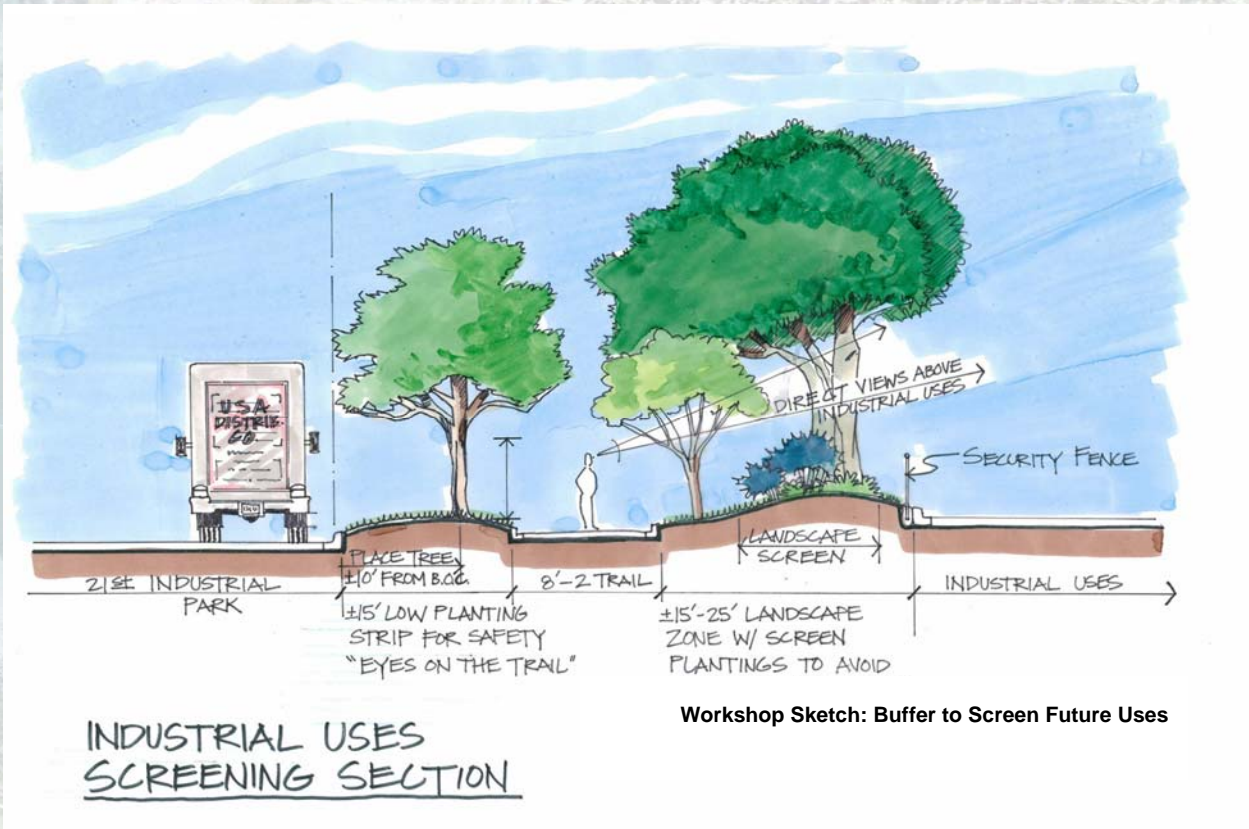 USA
DISTRIB.
CO.
DIRECT VIEWS ABOVE
INDUSTRIAL USES
SECURITY FENCE
LANDSCAPE
SCREEN
PLACE TREE
±10' FROM B.O.C.
21st INDUSTRIAL
PARK
8'-2 TRAIL
INDUSTRIAL USES
±15' LOW PLANTING
STRIP FOR SAFETY
"EYES ON THE TRAIL"
±15'-25' LANDSCAPE
ZONE W/ SCREEN
PLANTINGS TO AVOID
Workshop Sketch: Buffer to Screen Future Uses
INDUSTRIAL USES
SCREENING SECTION